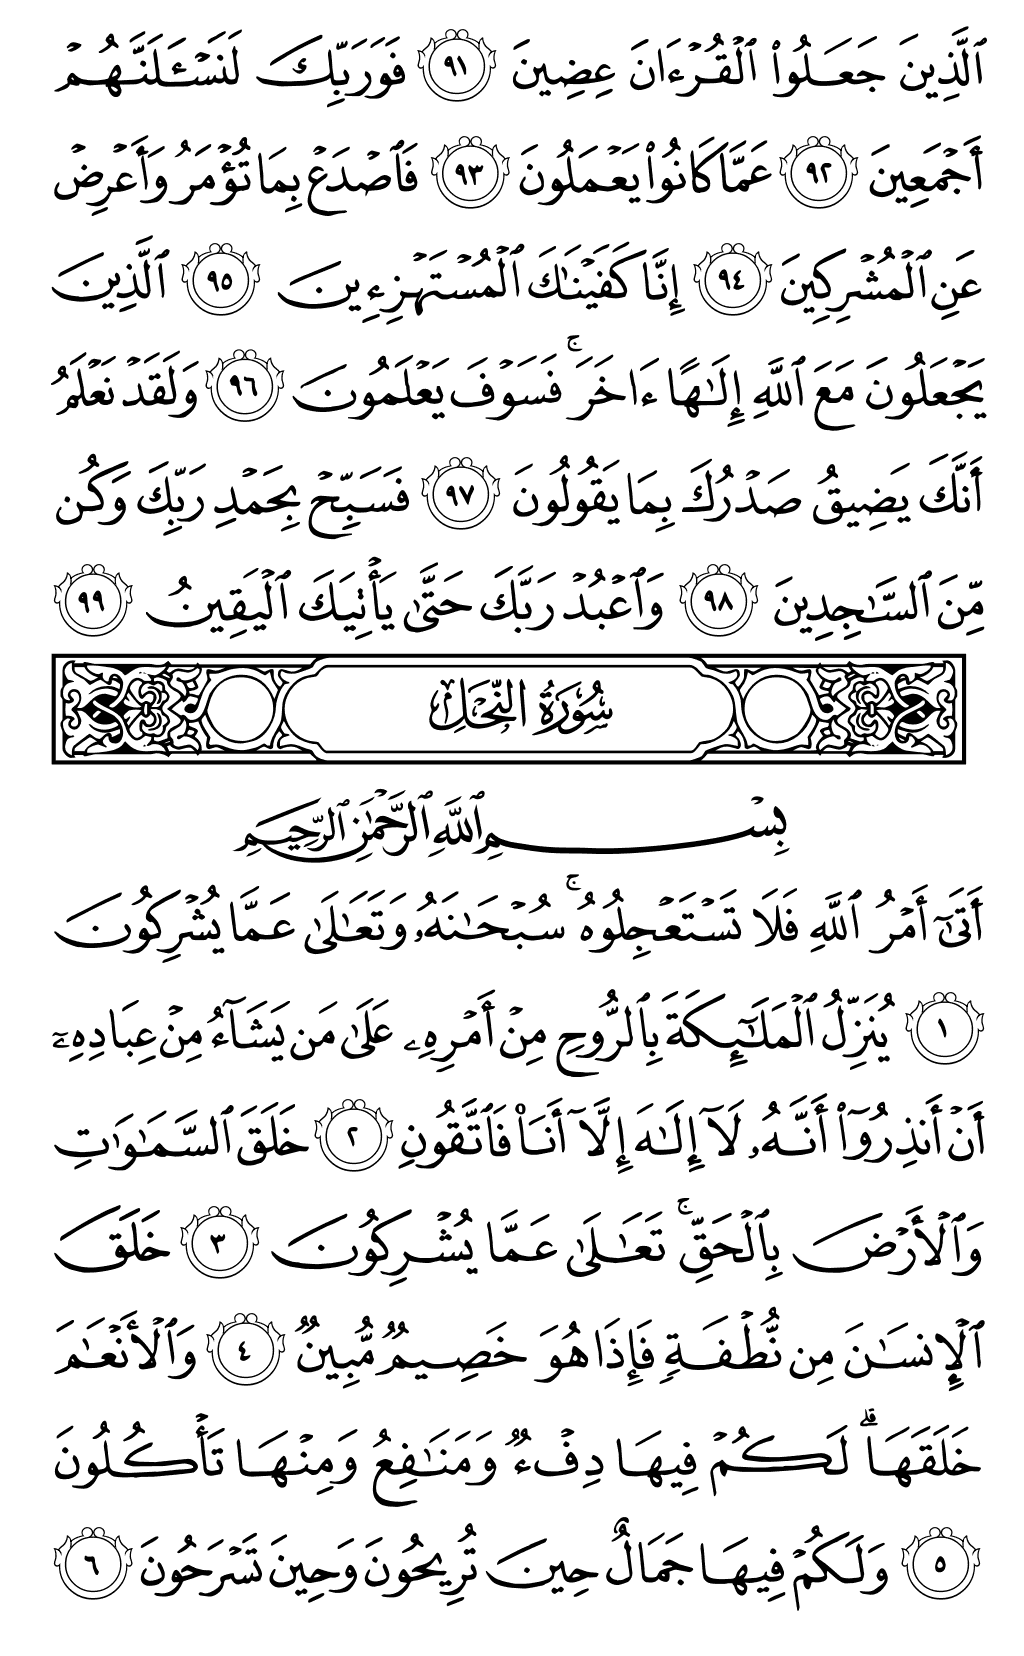 ٱلَّذِينَ جَعَلُوا۟ ٱلْقُرْءَانَ عِضِينَ ٩١ فَوَرَبِّكَ لَنَسْـَٔلَنَّهُمْ
أَجْمَعِينَ ٩٢ عَمَّا كَانُوا۟ يَعْمَلُونَ ٩٣ فَٱصْدَعْ بِمَا تُؤْمَرُ وَأَعْرِضْ
عَنِ ٱلْمُشْرِكِينَ ٩٤ إِنَّا كَفَيْنَـٰكَ ٱلْمُسْتَهْزِءِينَ ٩٥ ٱلَّذِينَ
يَجْعَلُونَ مَعَ ٱللَّهِ إِلَـٰهًا ءَاخَرَ ۚ فَسَوْفَ يَعْلَمُونَ ٩٦ وَلَقَدْ نَعْلَمُ
أَنَّكَ يَضِيقُ صَدْرُكَ بِمَا يَقُولُونَ ٩٧ فَسَبِّحْ بِحَمْدِ رَبِّكَ وَكُن
مِّنَ ٱلسَّـٰجِدِينَ ٩٨ وَٱعْبُدْ رَبَّكَ حَتَّىٰ يَأْتِيَكَ ٱلْيَقِينُ ٩٩
سُورَةُ النَّحْلِ
بِسْمِ ٱللَّهِ ٱلرَّحْمَـٰنِ ٱلرَّحِيمِ
أَتَىٰٓ أَمْرُ ٱللَّهِ فَلَا تَسْتَعْجِلُوهُ ۚ سُبْحَـٰنَهُۥ وَتَعَـٰلَىٰ عَمَّا يُشْرِكُونَ
١ يُنَزِّلُ ٱلْمَلَـٰٓئِكَةَ بِٱلرُّوحِ مِنْ أَمْرِهِۦ عَلَىٰ مَن يَشَآءُ مِنْ عِبَادِهِۦٓ
أَنْ أَنذِرُوٓا۟ أَنَّهُۥ لَآ إِلَـٰهَ إِلَّآ أَنَا۠ فَٱتَّقُونِ ٢ خَلَقَ ٱلسَّمَـٰوَٰتِ
وَٱلْأَرْضَ بِٱلْحَقِّ ۚ تَعَـٰلَىٰ عَمَّا يُشْرِكُونَ ٣ خَلَقَ
ٱلْإِنسَـٰنَ مِن نُّطْفَةٍ فَإِذَا هُوَ خَصِيمٌ مُّبِينٌ ٤ وَٱلْأَنْعَـٰمَ
خَلَقَهَا ۗ لَكُمْ فِيهَا دِفْءٌ وَمَنَـٰفِعُ وَمِنْهَا تَأْكُلُونَ
٥ وَلَكُمْ فِيهَا جَمَالٌ حِينَ تُرِيحُونَ وَحِينَ تَسْرَحُونَ ٦